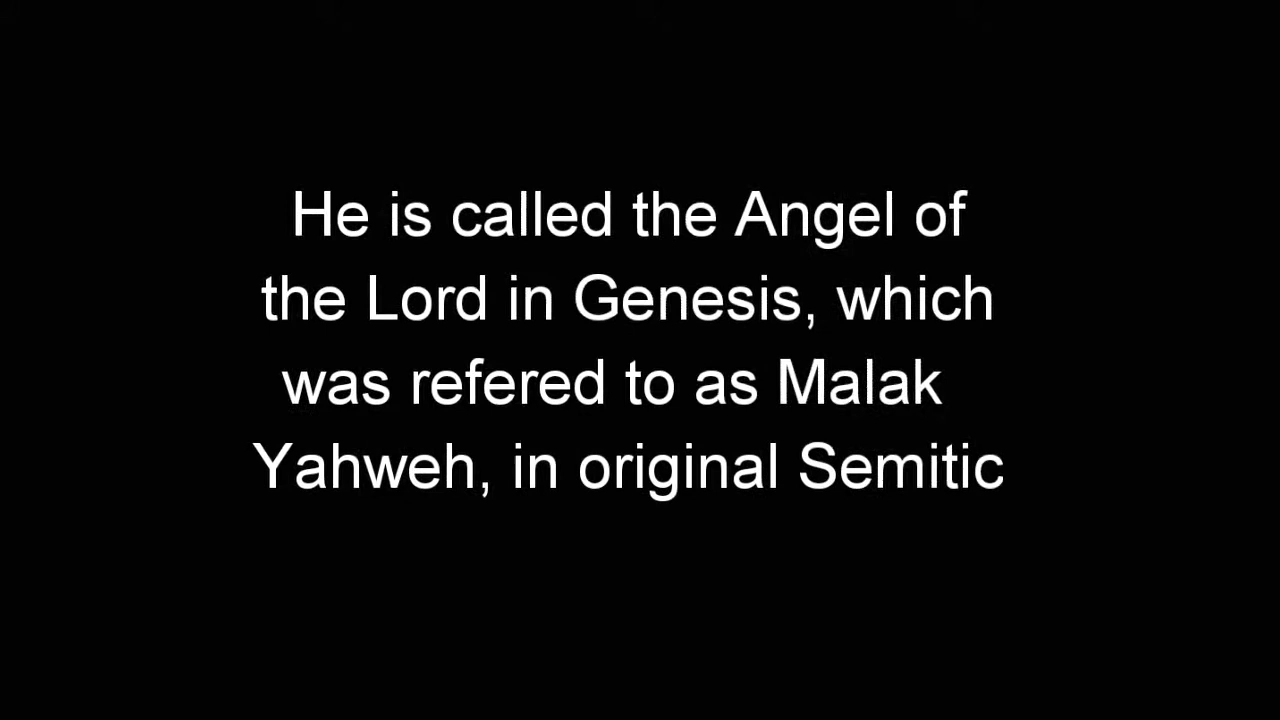 He is called the Angel of
the Lord in Genesis, which
was refered to as Malak
Yahweh, in original Semitic